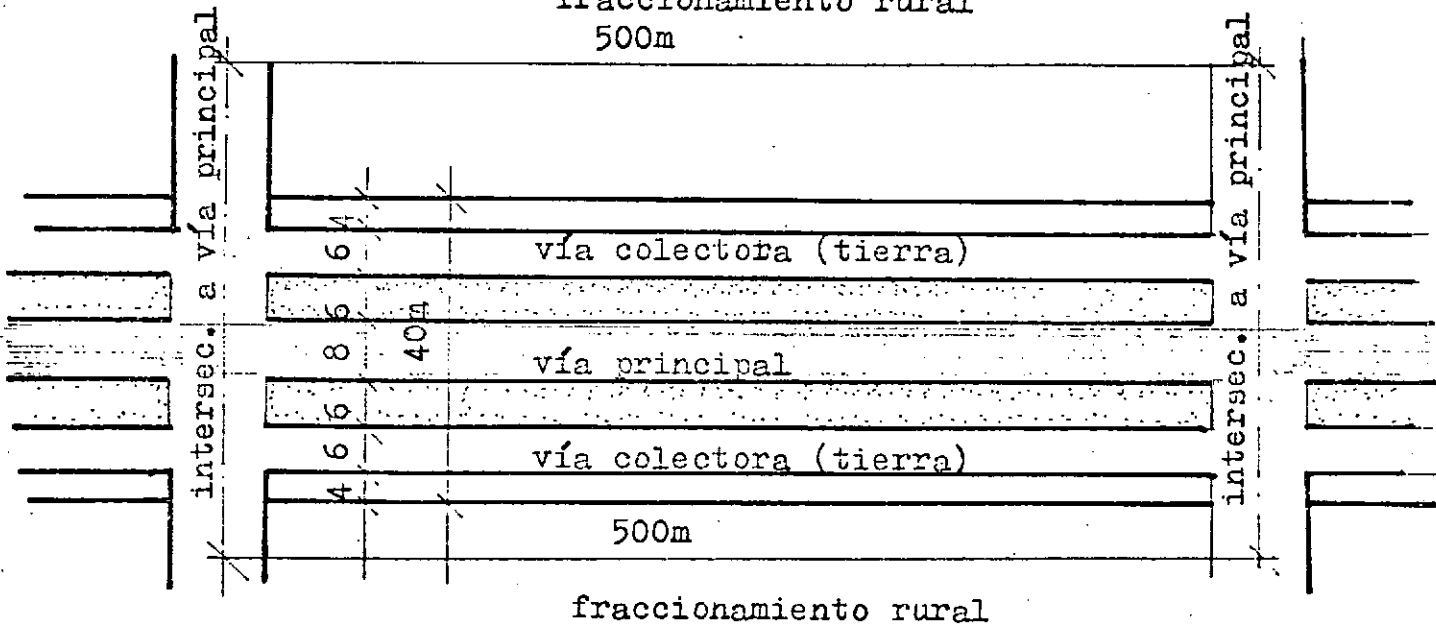 fraccionamiento rural
500m
intersec. a vía principal
intersec. a vía principal
4
6
6
8
6
6
4
40m
vía colectora (tierra)
vía principal
vía colectora (tierra)
500m
fraccionamiento rural